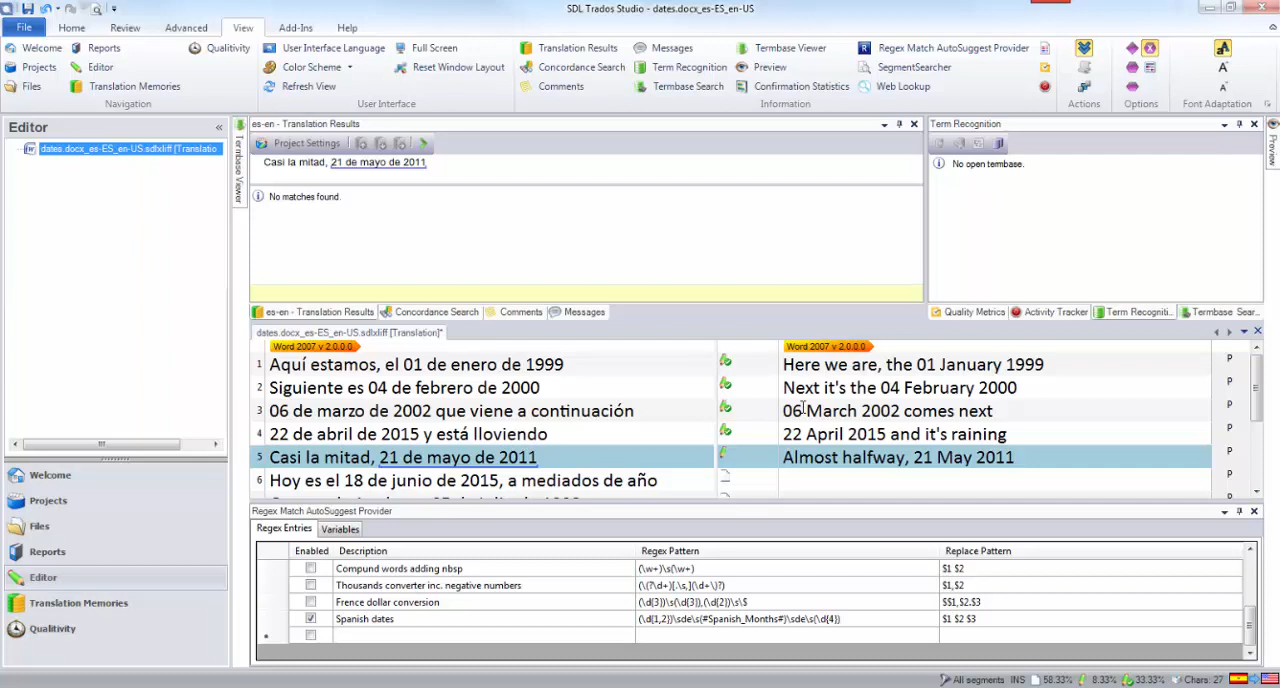 SDL Trados Studio - dates.docx_es-ES_en-US
File Home Review Advanced View Add-Ins Help
Welcome Reports Qualitivity User Interface Language Full Screen Translation Results Messages Termbase Viewer Regex Match AutoSuggest Provider
Projects Editor Color Scheme Reset Window Layout Concordance Search Term Recognition Preview SegmentSearcher
Files Translation Memories Refresh View Comments Termbase Search Confirmation Statistics Web Lookup
Navigation User Interface Information Actions Options Font Adaptation
Editor
dates.docx_es-ES_en-US.sdlxliff [Translatio
Termbase Viewer
es-en - Translation Results
Project Settings
Casi la mitad, 21 de mayo de 2011
No matches found.
Term Recognition
No open termbase.
Preview
es-en - Translation Results Concordance Search Comments Messages
Quality Metrics Activity Tracker Term Recogniti... Termbase Sear...
dates.docx_es-ES_en-US.sdlxliff [Translation]*
Word 2007 v 2.0.0.0 Word 2007 v 2.0.0.0
1 Aquí estamos, el 01 de enero de 1999 Here we are, the 01 January 1999 P
2 Siguiente es 04 de febrero de 2000 Next it's the 04 February 2000 P
3 06 de marzo de 2002 que viene a continuación 06 March 2002 comes next P
4 22 de abril de 2015 y está lloviendo 22 April 2015 and it's raining P
5 Casi la mitad, 21 de mayo de 2011 Almost halfway, 21 May 2011 P
6 Hoy es el 18 de junio de 2015, a mediados de año P
Regex Match AutoSuggest Provider
Regex Entries Variables
Enabled Description Regex Pattern Replace Pattern
Compund words adding nbsp (\w+)\s(\w+) $1 $2
Thousands converter inc. negative numbers (\(?\d+)[.\s,](\d+\)?) $1,$2
Frence dollar conversion (\d{3})\s(\d{3}),(\d{2})\s\$ $$1,$2.$3
Spanish dates (\d{1,2})\sde\s(#Spanish_Months#)\sde\s(\d{4}) $1 $2 $3
Welcome
Projects
Files
Reports
Editor
Translation Memories
Qualitivity
All segments INS 58.33% 8.33% 33.33% Chars: 27